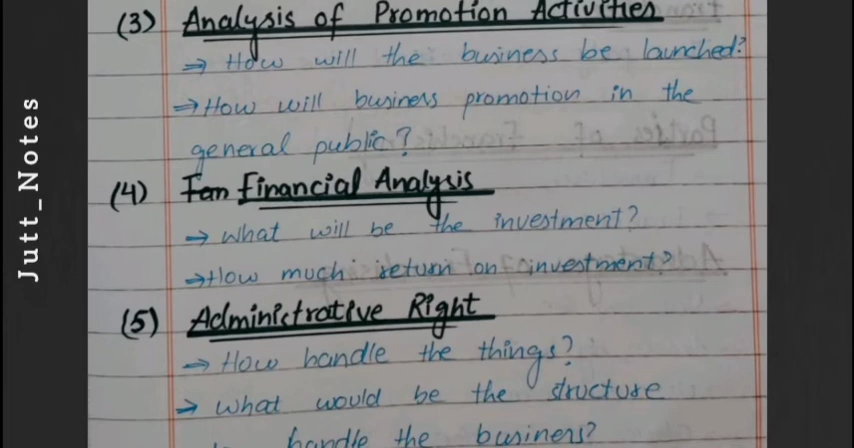 (3) Analysis of Promotion Activities
→ How will the business be launched?
→ How will business promotion in the
general public?
(4) Fan Financial Analysis
→ What will be the investment?
→ How much return on investment?
(5) Administrative Right
→ How handle the things?
→ What would be the structure
handle the business?
Jutt_Notes